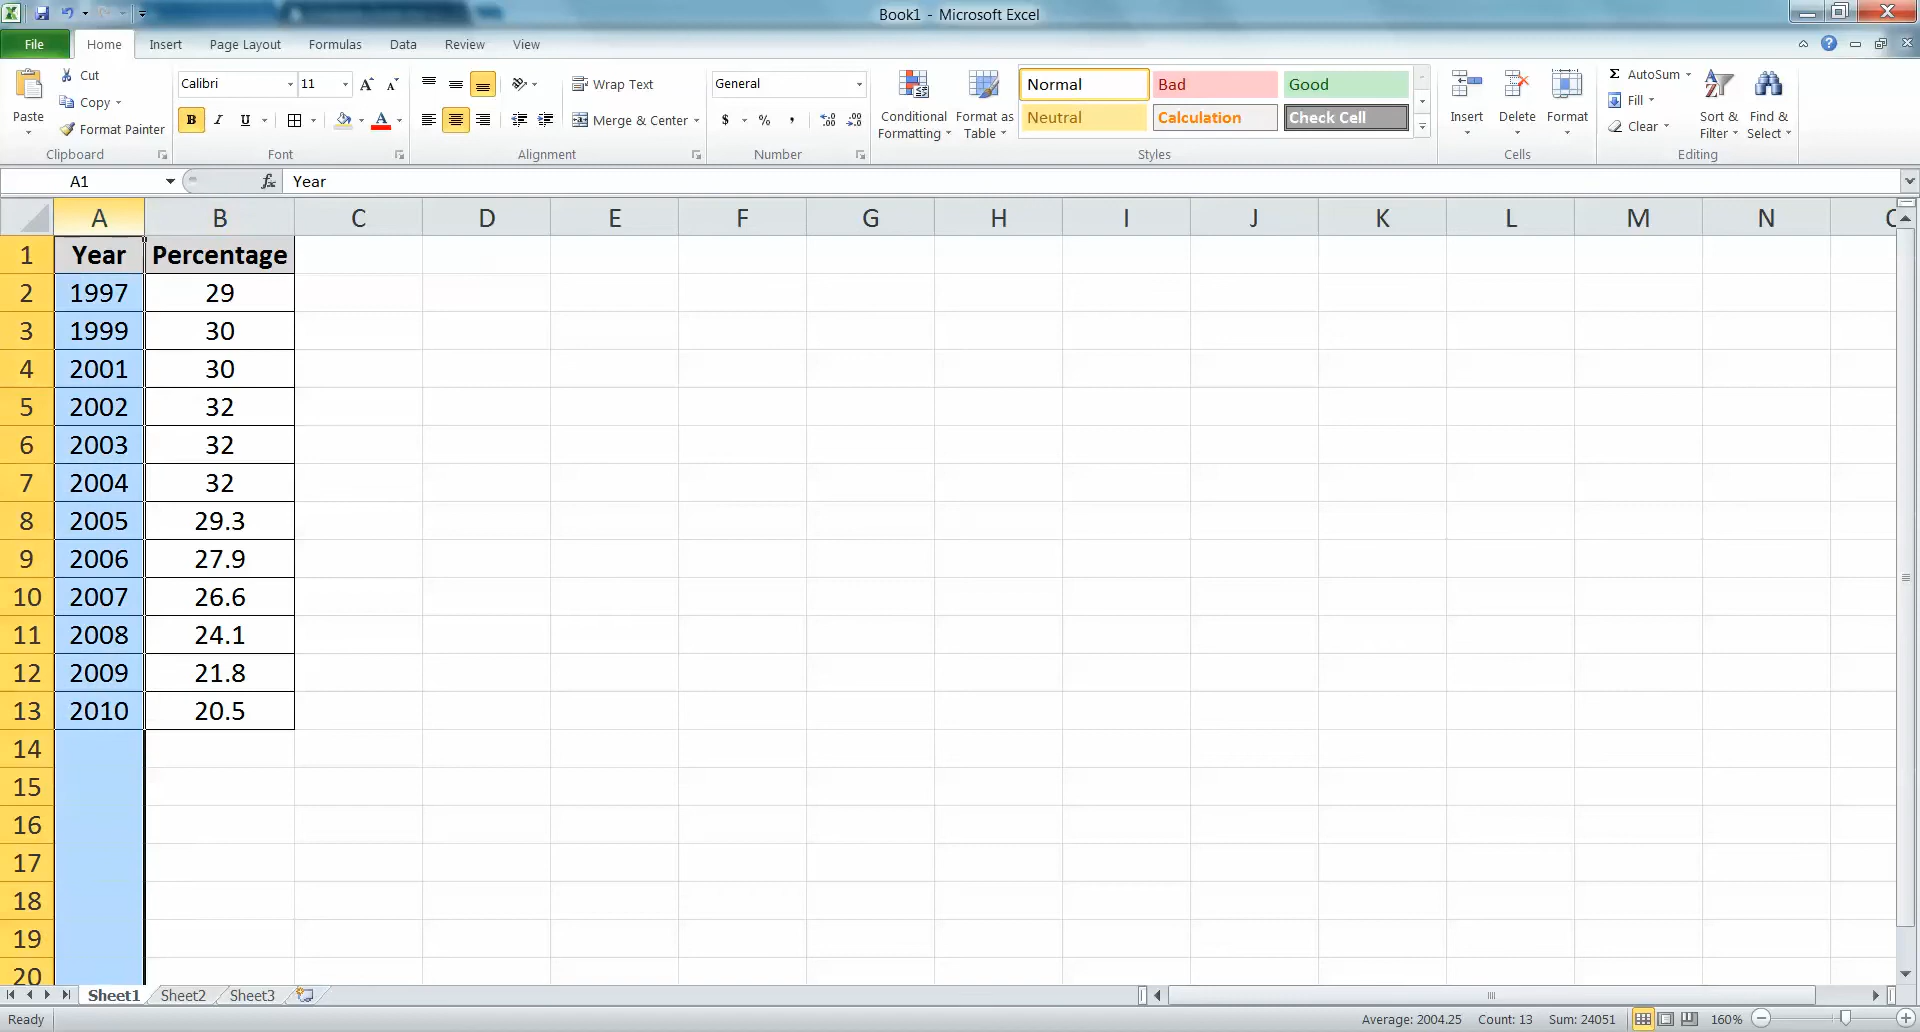 Book1 - Microsoft Excel
File Home Insert Page Layout Formulas Data Review View
Paste
Cut
Copy
Format Painter
Clipboard
Calibri 11
B I U
Font
Wrap Text
Merge & Center
Alignment
General
$ % ,
Number
Conditional Formatting
Format as Table
Normal Bad Good
Neutral Calculation Check Cell
Styles
Insert Delete Format
Cells
Σ AutoSum
Fill
Clear
Sort & Filter
Find & Select
Editing
A1 fx Year
A B C D E F G H I J K L M N
1 Year Percentage
2 1997 29
3 1999 30
4 2001 30
5 2002 32
6 2003 32
7 2004 32
8 2005 29.3
9 2006 27.9
10 2007 26.6
11 2008 24.1
12 2009 21.8
13 2010 20.5
14
15
16
17
18
19
20
Sheet1 Sheet2 Sheet3
Ready Average: 2004.25 Count: 13 Sum: 24051 160%